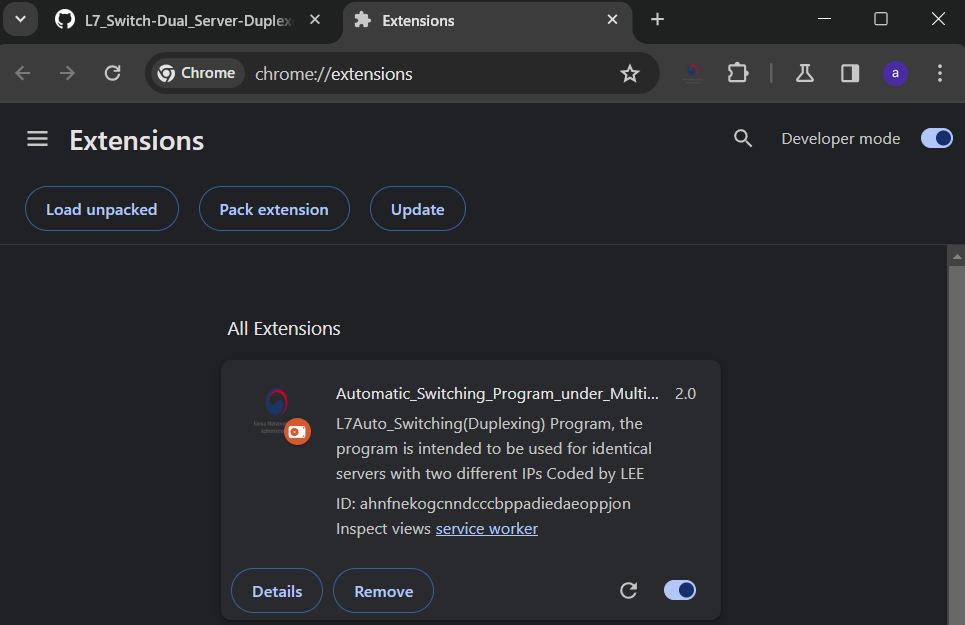 L7_Switch-Dual_Server-Duplex
Extensions
Chrome
chrome://extensions
a
Extensions
Developer mode
Load unpacked
Pack extension
Update
All Extensions
Automatic_Switching_Program_under_Multi... 2.0
L7Auto_Switching(Duplexing) Program, the
program is intended to be used for identical
servers with two different IPs Coded by LEE
ID: ahnfnekogcnndcccbppadiedaeoppjon
Inspect views service worker
Details
Remove